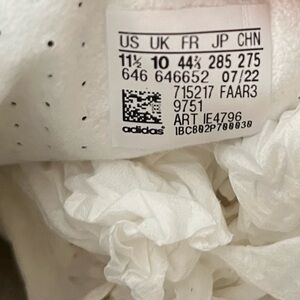 US UK FR JP CHN
11½ 10 44⅔ 285 275
646 646652 07/22
715217 FAAR3
9751
ART IE4796
adidas IBC802P700030